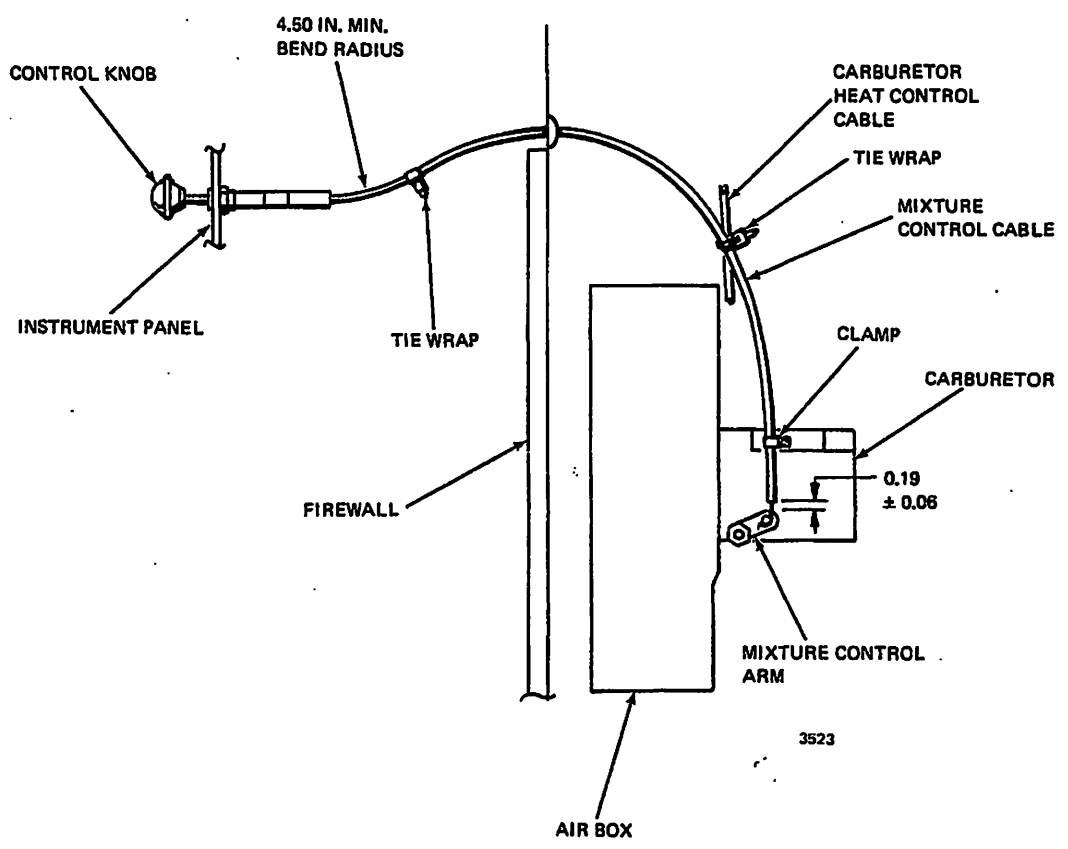 4.50 IN. MIN.
BEND RADIUS
CONTROL KNOB
CARBURETOR
HEAT CONTROL
CABLE
TIE WRAP
MIXTURE
CONTROL CABLE
INSTRUMENT PANEL
TIE WRAP
CLAMP
CARBURETOR
0.19
± 0.06
FIREWALL
MIXTURE CONTROL
ARM
3523
AIR BOX